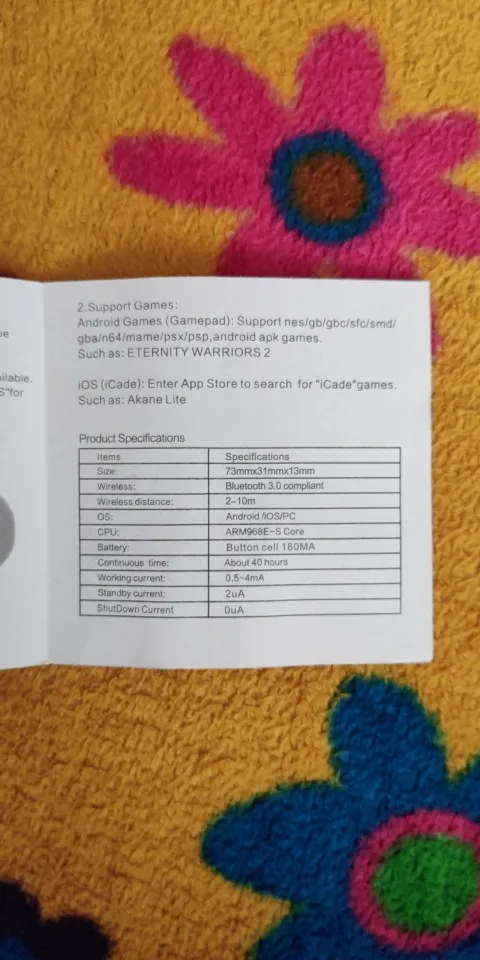 ue
ilable.
S"for
2.Support Games:
Android Games (Gamepad): Support nes/gb/gbc/sfc/smd/
gba/n64/mame/psx/psp,android apk games.
Such as: ETERNITY WARRIORS 2
iOS (iCade): Enter App Store to search for "iCade"games.
Such as: Akane Lite
Product Specifications
Items Specifications
Size: 73mmx31mmx13mm
Wireless: Bluetooth 3.0 compliant
Wireless distance: 2-10m
OS: Android /iOS/PC
CPU: ARM968E-S Core
Battery: Button cell 180MA
Continuous time: About 40 hours
Working current: 0.5-4mA
Standby current: 2uA
ShutDown Current 0uA